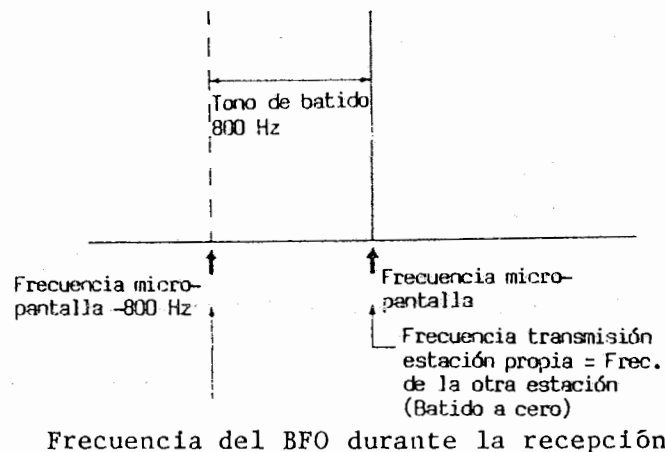 Tono de batido
800 Hz
Frecuencia micro-
pantalla -800 Hz
Frecuencia micro-
pantalla
Frecuencia transmisión
estación propia = Frec.
de la otra estación
(Batido a cero)
Frecuencia del BFO durante la recepción